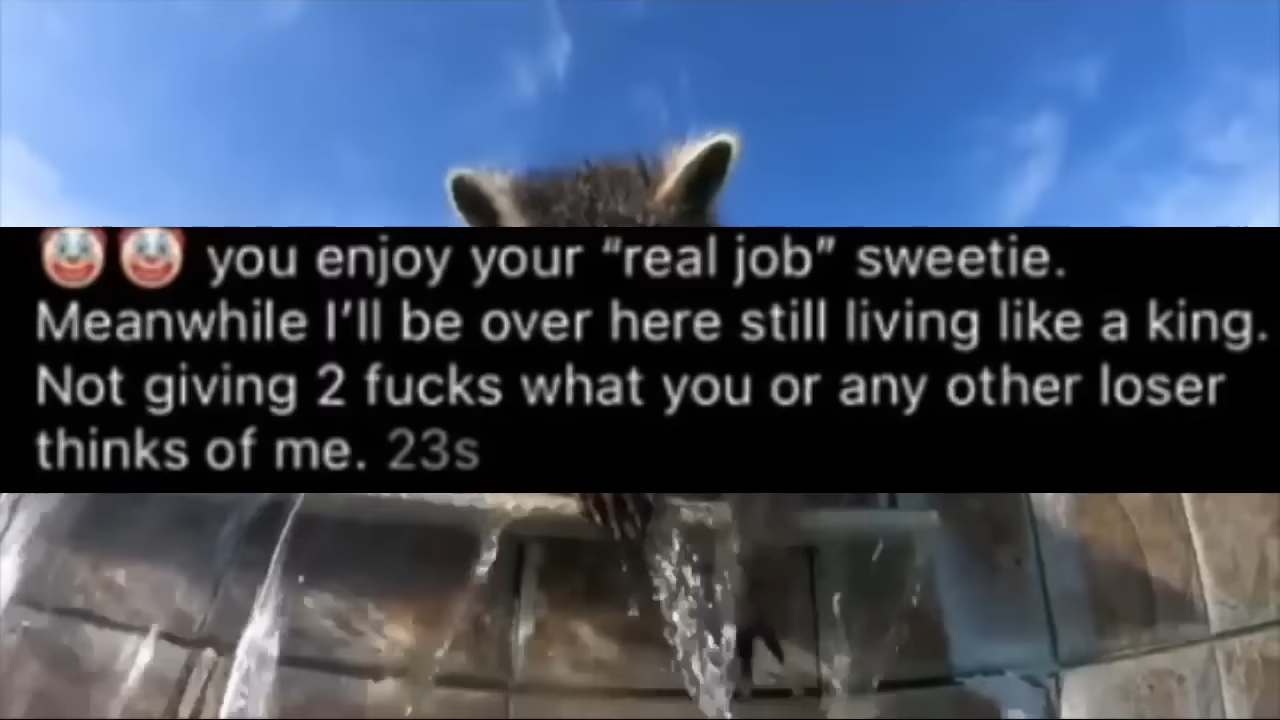 🤡🤡 you enjoy your “real job” sweetie.
Meanwhile I’ll be over here still living like a king.
Not giving 2 fucks what you or any other loser
thinks of me. 23s